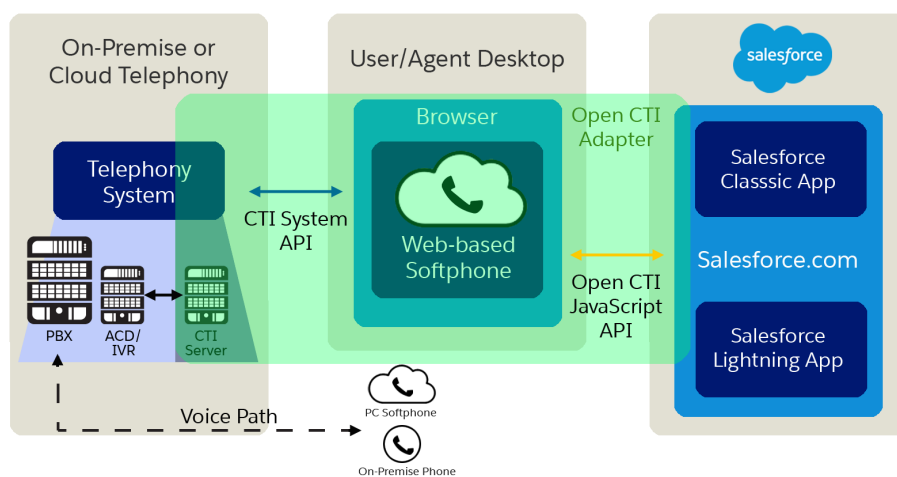 On-Premise or
Cloud Telephony
User/Agent Desktop
salesforce
Browser
Open CTI
Adapter
Telephony
System
Salesforce
Classsic App
CTI System
API
Web-based
Softphone
Salesforce.com
Open CTI
JavaScript
API
PBX
ACD/
IVR
CTI
Server
Salesforce
Lightning App
Voice Path
PC Softphone
On-Premise Phone